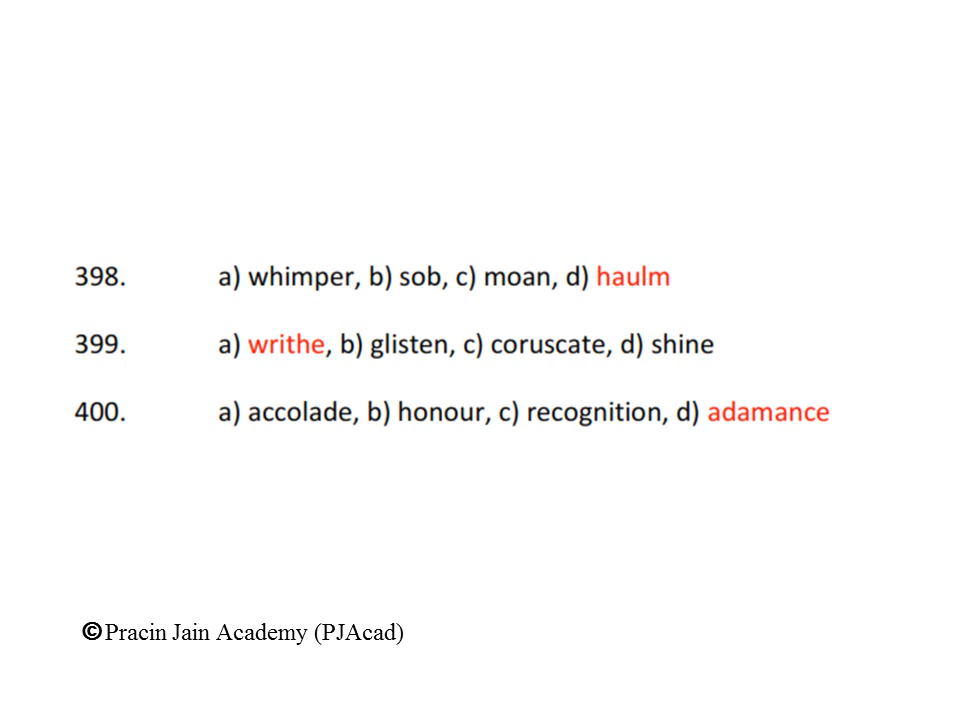 398. a) whimper, b) sob, c) moan, d) haulm
399. a) writhe, b) glisten, c) coruscate, d) shine
400. a) accolade, b) honour, c) recognition, d) adamance
©Pracin Jain Academy (PJAcad)